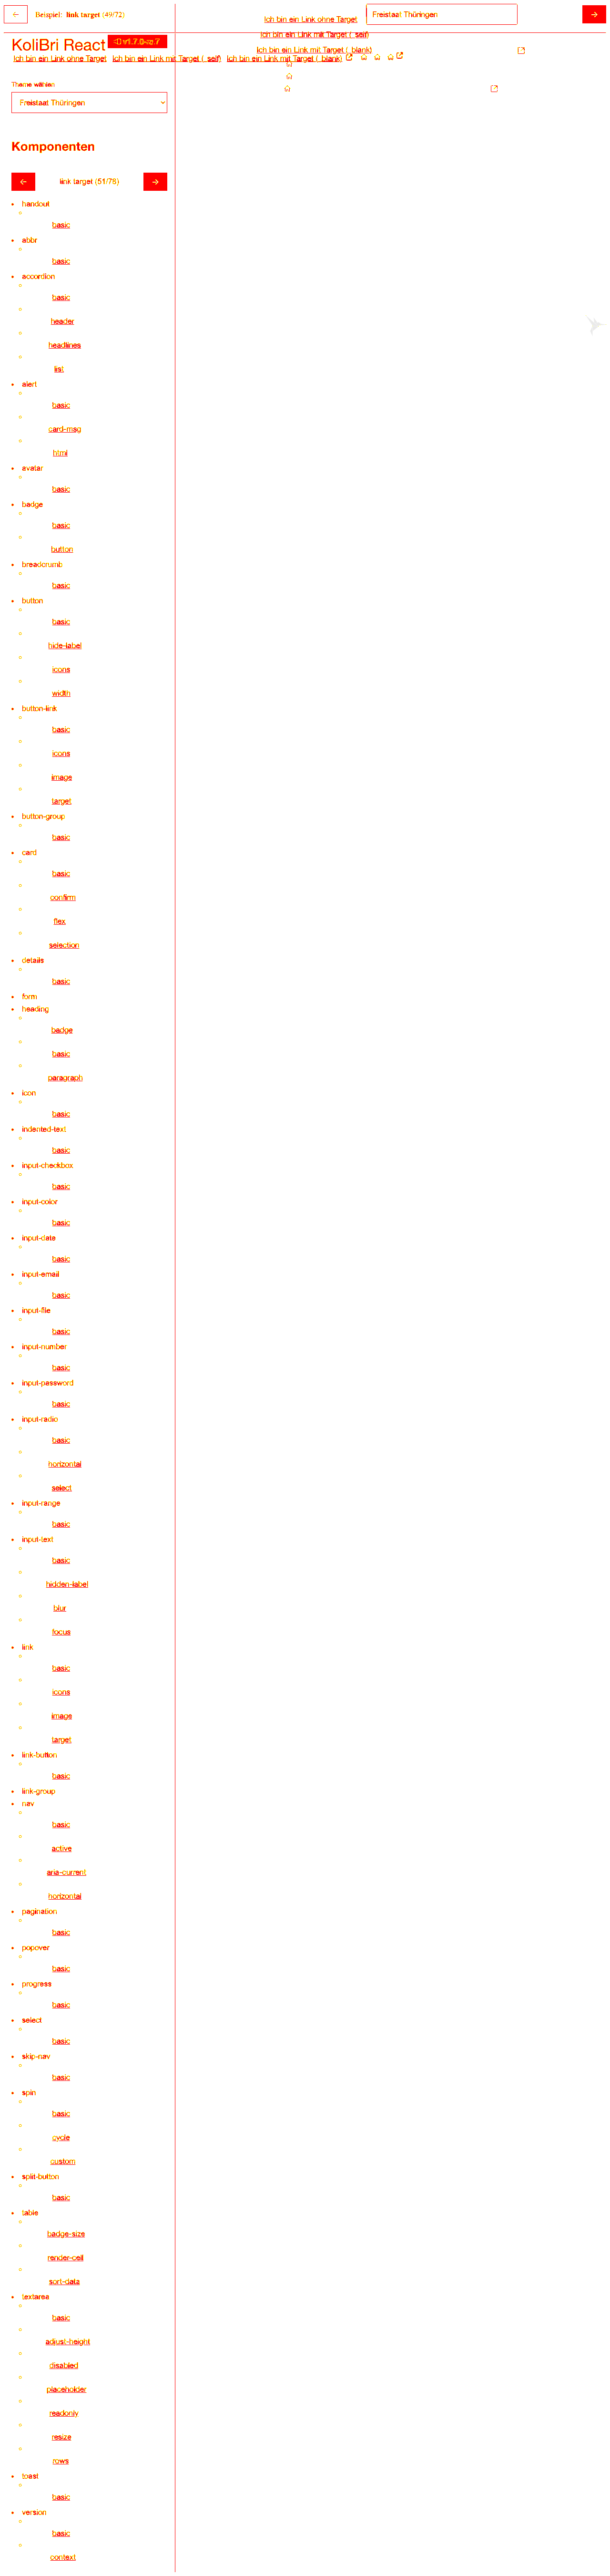 Beispiel: link target (49/72)
Freistaat Thüringen
Ich bin ein Link ohne Target
Ich bin ein Link mit Target (_self)
Ich bin ein Link mit Target (_blank)
KoliBri React
v1.7.0-rc.7
Ich bin ein Link ohne Target Ich bin ein Link mit Target (_self) Ich bin ein Link mit Target (_blank)
Theme wählen
Freistaat Thüringen
Komponenten
link target (51/78)
handout
basic
abbr
basic
accordion
basic
header
headlines
list
alert
basic
card-msg
html
avatar
basic
badge
basic
button
breadcrumb
basic
button
basic
hide-label
icons
width
button-link
basic
icons
image
target
button-group
basic
card
basic
confirm
flex
selection
details
basic
form
heading
badge
basic
paragraph
icon
basic
indented-text
basic
input-checkbox
basic
input-color
basic
input-date
basic
input-email
basic
input-file
basic
input-number
basic
input-password
basic
input-radio
basic
horizontal
select
input-range
basic
input-text
basic
hidden-label
blur
focus
link
basic
icons
image
target
link-button
basic
link-group
nav
basic
active
aria-current
horizontal
pagination
basic
popover
basic
progress
basic
select
basic
skip-nav
basic
spin
basic
cycle
custom
split-button
basic
table
badge-size
render-cell
sort-data
textarea
basic
adjust-height
disabled
placeholder
readonly
resize
rows
toast
basic
version
basic
context